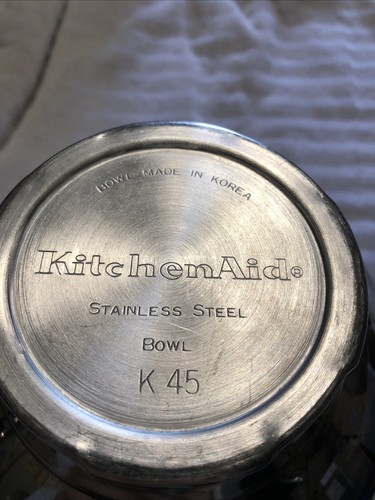 BOWL MADE IN KOREA
KitchenAid®
STAINLESS STEEL
BOWL
K 45